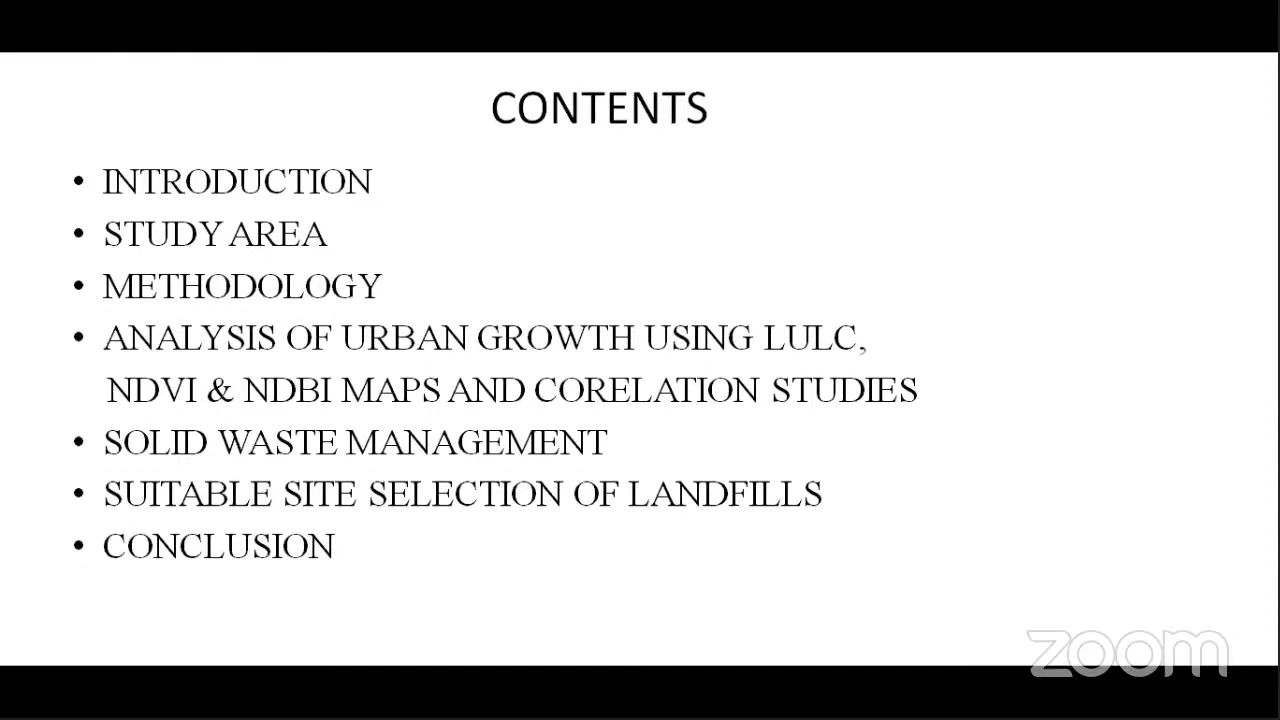 CONTENTS
• INTRODUCTION
• STUDY AREA
• METHODOLOGY
• ANALYSIS OF URBAN GROWTH USING LULC,
NDVI & NDBI MAPS AND CORELATION STUDIES
• SOLID WASTE MANAGEMENT
• SUITABLE SITE SELECTION OF LANDFILLS
• CONCLUSION
zoom